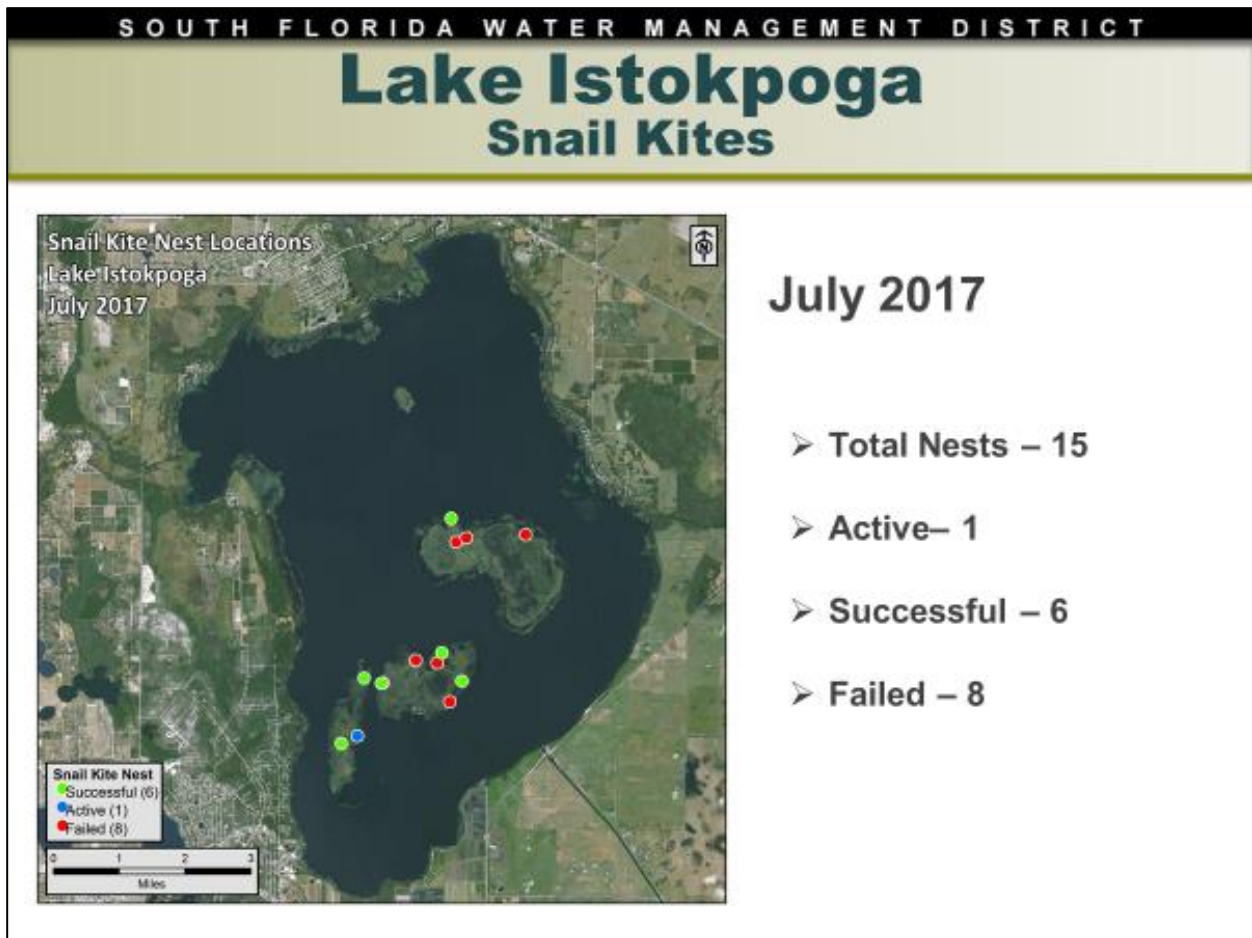 SOUTH FLORIDA WATER MANAGEMENT DISTRICT
Lake Istokpoga
Snail Kites
Snail Kite Nest Locations
Lake Istokpoga
July 2017
N
Snail Kite Nest
Successful (6)
Active (1)
Failed (8)
0 1 2 3
Miles
July 2017
➢ Total Nests – 15
➢ Active– 1
➢ Successful – 6
➢ Failed – 8